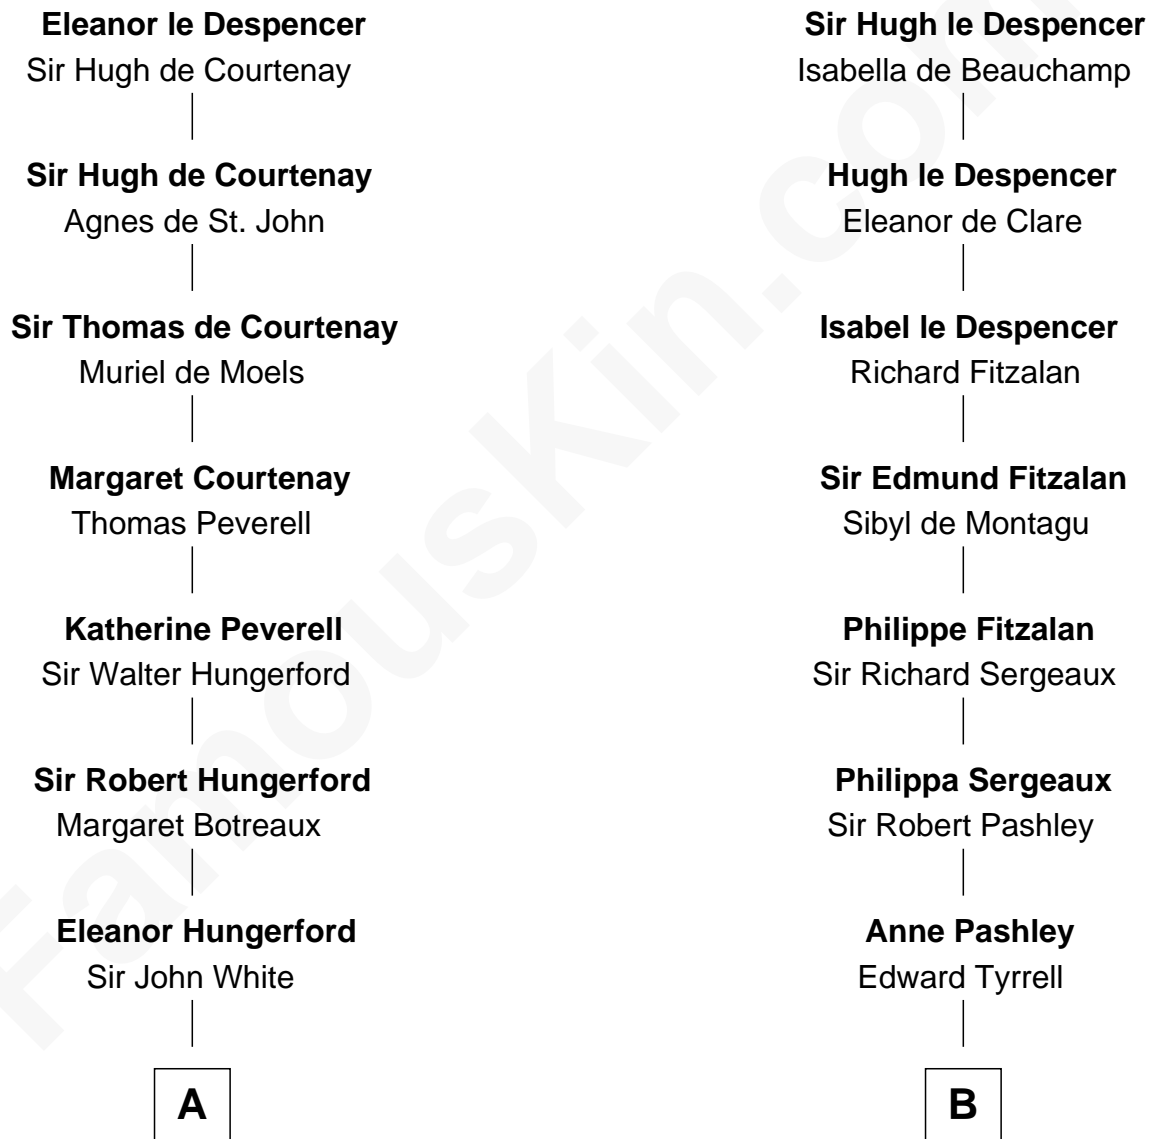 Eleanor le Despencer
Sir Hugh de Courtenay
Sir Hugh de Courtenay
Agnes de St. John
Sir Thomas de Courtenay
Muriel de Moels
Margaret Courtenay
Thomas Peverell
Katherine Peverell
Sir Walter Hungerford
Sir Robert Hungerford
Margaret Botreaux
Eleanor Hungerford
Sir John White
A
Sir Hugh le Despencer
Isabella de Beauchamp
Hugh le Despencer
Eleanor de Clare
Isabel le Despencer
Richard Fitzalan
Sir Edmund Fitzalan
Sibyl de Montagu
Philippe Fitzalan
Sir Richard Sergeaux
Philippa Sergeaux
Sir Robert Pashley
Anne Pashley
Edward Tyrrell
B
FamousKin.com